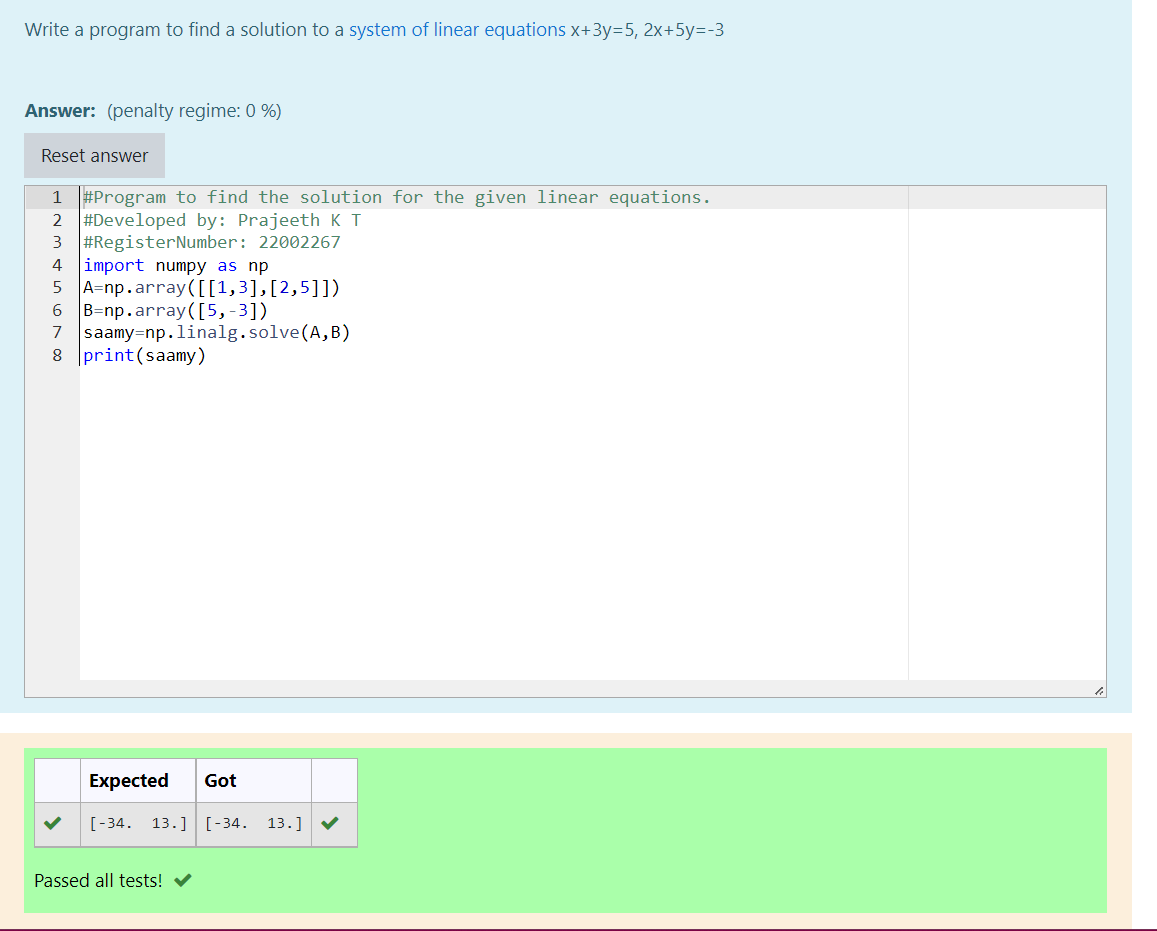 Write a program to find a solution to a system of linear equations x+3y=5, 2x+5y=-3
Answer: (penalty regime: 0 %)
Reset answer
1 #Program to find the solution for the given linear equations.
2 #Developed by: Prajeeth K T
3 #RegisterNumber: 22002267
4 import numpy as np
5 A=np.array([[1,3],[2,5]])
6 B=np.array([5,-3])
7 saamy=np.linalg.solve(A,B)
8 print(saamy)
Expected Got
[-34.  13.] [-34.  13.]
Passed all tests!